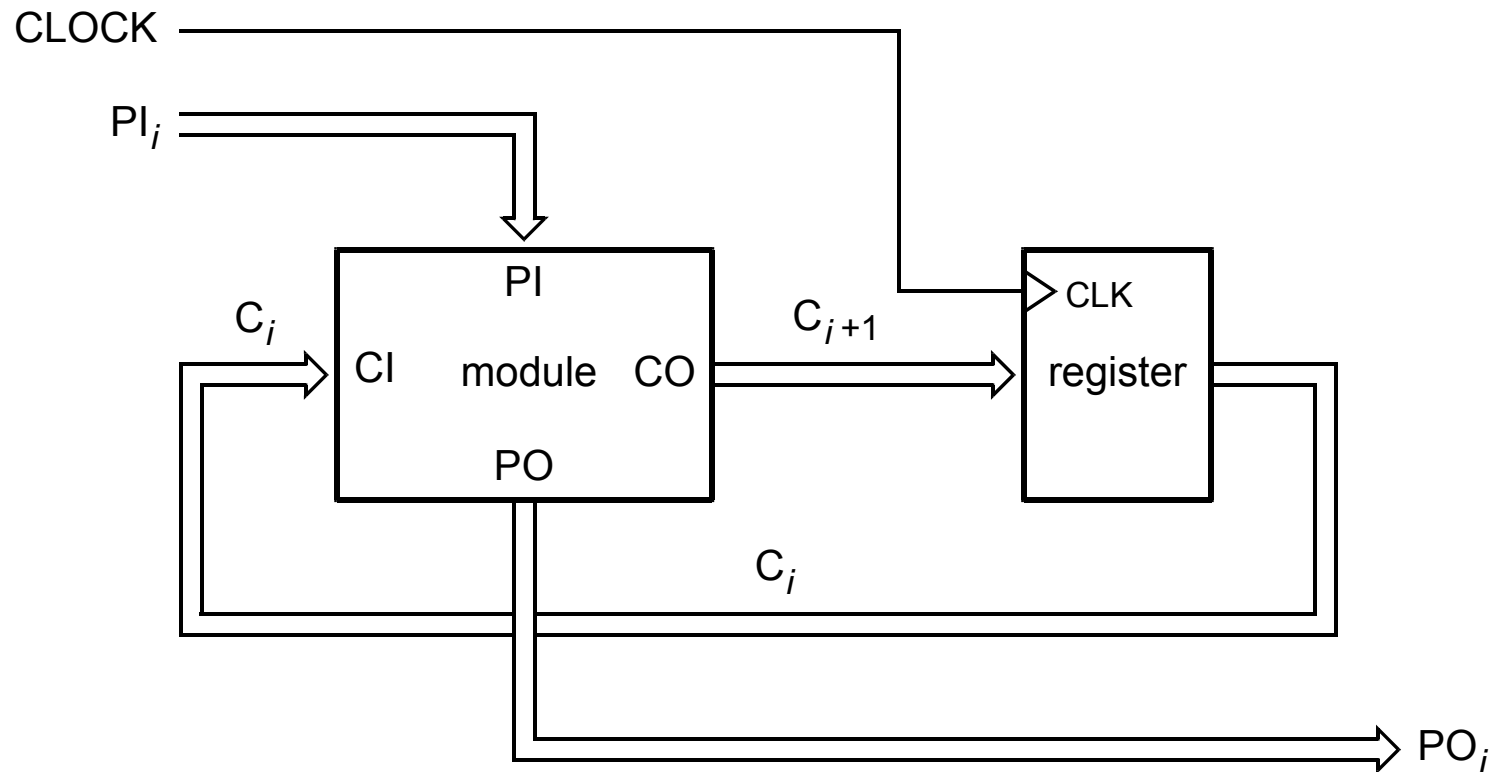 CLOCK
PIi
PI
CLK
Ci
Ci+1
CI
module
CO
register
PO
Ci
POi